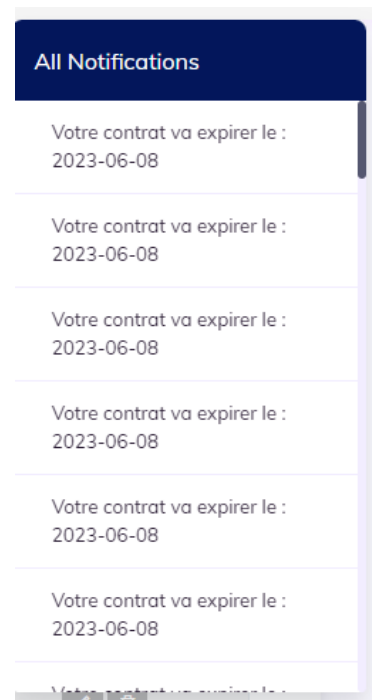 All Notifications
Votre contrat va expirer le :
2023-06-08
Votre contrat va expirer le :
2023-06-08
Votre contrat va expirer le :
2023-06-08
Votre contrat va expirer le :
2023-06-08
Votre contrat va expirer le :
2023-06-08
Votre contrat va expirer le :
2023-06-08